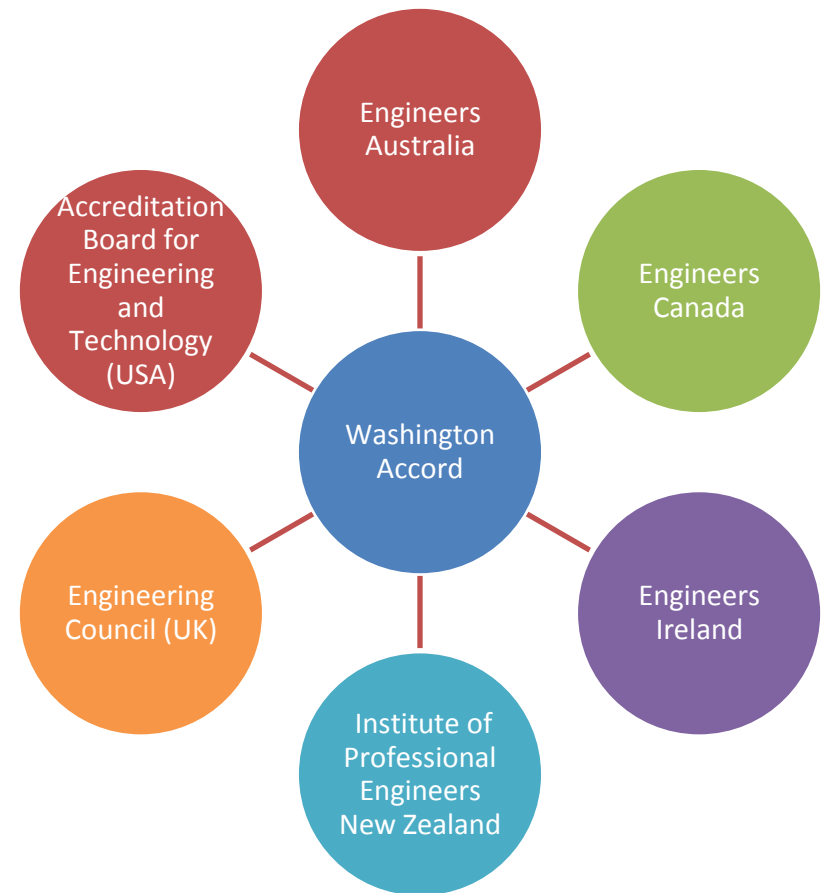 Engineers
Australia
Accreditation
Board for
Engineering
and
Technology
(USA)
Engineers
Canada
Washington
Accord
Engineering
Council (UK)
Engineers
Ireland
Institute of
Professional
Engineers
New Zealand